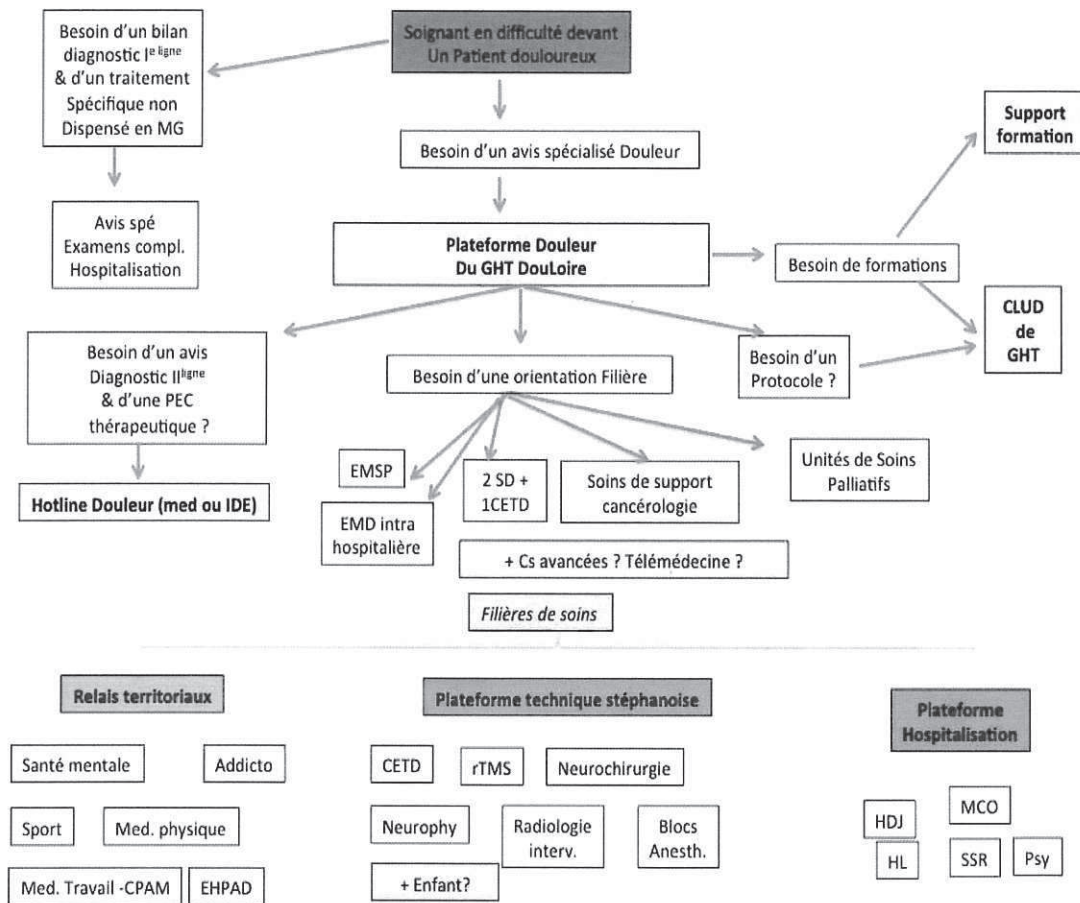 Besoin d'un bilan
diagnostic Iᵉ ligne
& d'un traitement
Spécifique non
Dispensé en MG
Soignant en difficulté devant
Un Patient douloureux
Support
formation
Besoin d'un avis spécialisé Douleur
Avis spé
Examens compl.
Hospitalisation
Plateforme Douleur
Du GHT DouLoire
Besoin de formations
CLUD
de
GHT
Besoin d'un avis
Diagnostic IIˡⁱᵍⁿᵉ
& d'une PEC
thérapeutique ?
Besoin d'une orientation Filière
Besoin d'un
Protocole ?
Hotline Douleur (med ou IDE)
EMSP
EMD intra
hospitalière
2 SD +
1CETD
Soins de support
cancérologie
Unités de Soins
Palliatifs
+ Cs avancées ? Télémédecine ?
Filières de soins
Relais territoriaux
Santé mentale
Addicto
Sport
Med. physique
Med. Travail -CPAM
EHPAD
Plateforme technique stéphanoise
CETD
rTMS
Neurochirurgie
Neurophy
Radiologie
interv.
Blocs
Anesth.
+ Enfant?
Plateforme
Hospitalisation
HDJ
MCO
HL
SSR
Psy